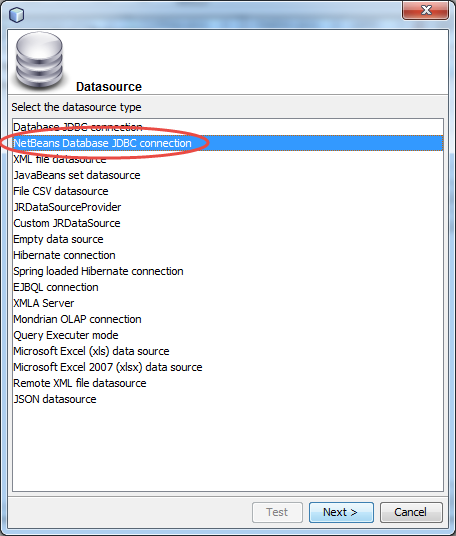 Datasource
Select the datasource type
Database JDBC connection
NetBeans Database JDBC connection
XML file datasource
JavaBeans set datasource
File CSV datasource
JRDataSourceProvider
Custom JRDataSource
Empty data source
Hibernate connection
Spring loaded Hibernate connection
EJBQL connection
XMLA Server
Mondrian OLAP connection
Query Executer mode
Microsoft Excel (xls) data source
Microsoft Excel 2007 (xlsx) data source
Remote XML file datasource
JSON datasource
Test Next > Cancel